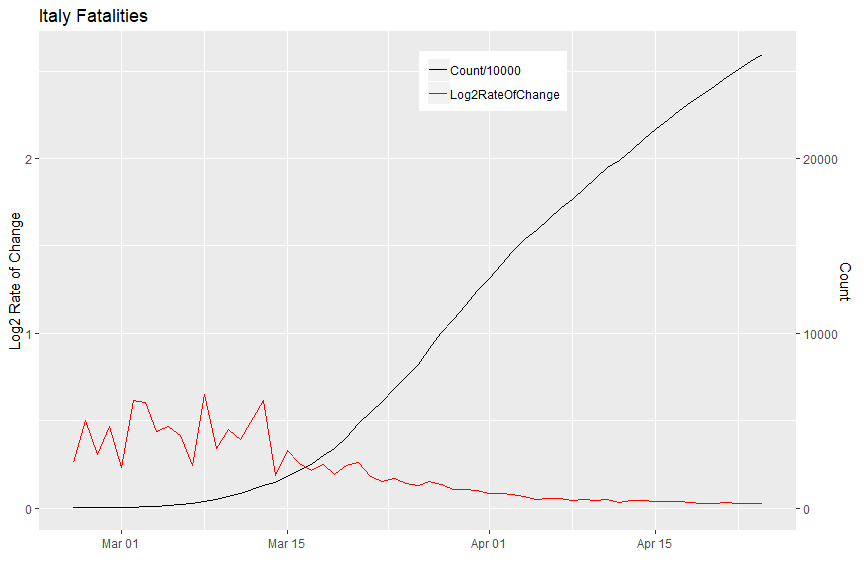 Italy Fatalities
Count/10000
Log2RateOfChange
2
1
0
Log2 Rate of Change
20000
10000
0
Count
Mar 01
Mar 15
Apr 01
Apr 15